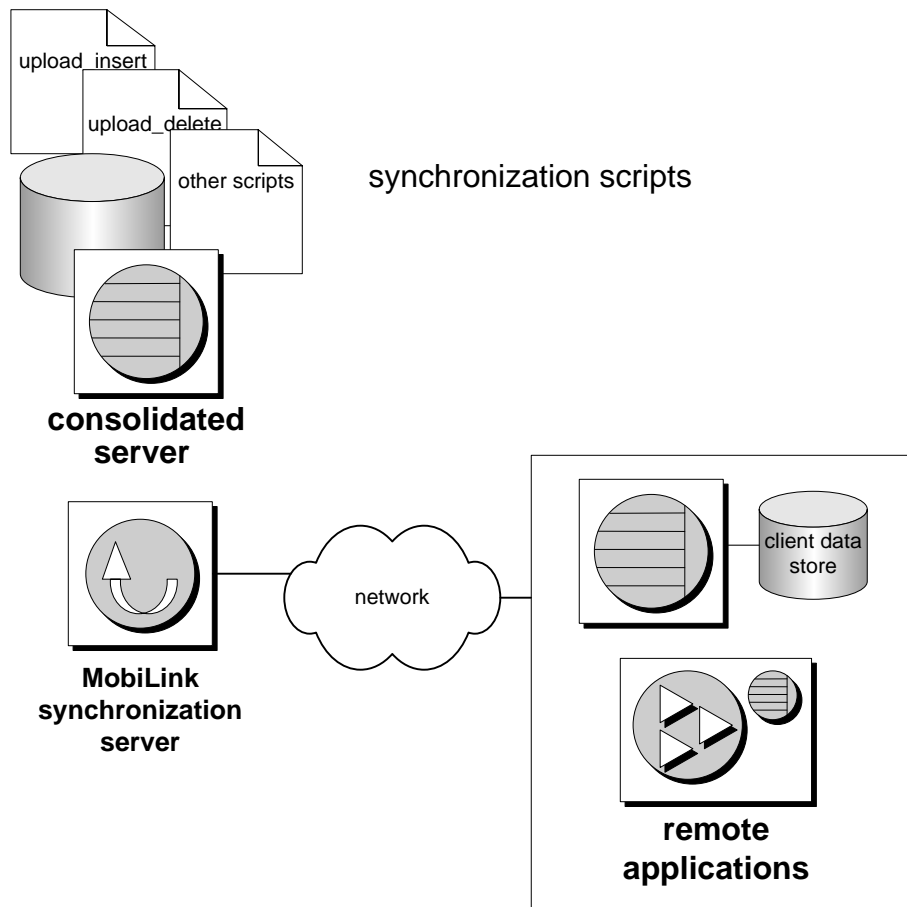 upload_insert
upload_delete
other scripts
synchronization scripts
consolidated
server
client data
store
network
MobiLink
synchronization
server
remote
applications